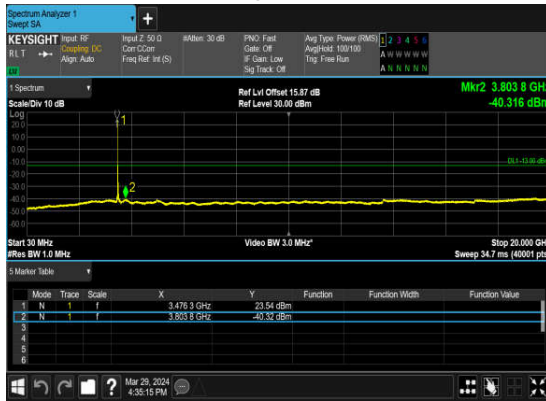 Spectrum Analyzer 1
Swept SA
+
KEYSIGHT Input: RF Input Z: 50 Ω #Atten: 30 dB PNO: Fast Avg Type: Power (RMS) 1 2 3 4 5 6
RLT Coupling: DC Corr CCorr Gate: Off Avg|Hold: 100/100 A W W W W W
Align: Auto Freq Ref: Int (S) IF Gain: Low Trig: Free Run
Sig Track: Off A N N N N N
1 Spectrum
Ref Lvl Offset 15.87 dB Mkr2 3.803 8 GHz
Scale/Div 10 dB Ref Level 30.00 dBm -40.316 dBm
Log
20.0
10.0
0.00
-10.0
-20.0
-30.0
-40.0
-50.0
-60.0
1
2
Start 30 MHz Video BW 3.0 MHz* Stop 20.000 GH
#Res BW 1.0 MHz Sweep 34.7 ms (40001 pts
5 Marker Table
Mode Trace Scale X Y Function Function Width Function Value
1 N 1 f 3.476 3 GHz 23.54 dBm
2 N 1 f 3.803 8 GHz -40.32 dBm
3
4
5
6
? Mar 29, 2024
4:35:15 PM